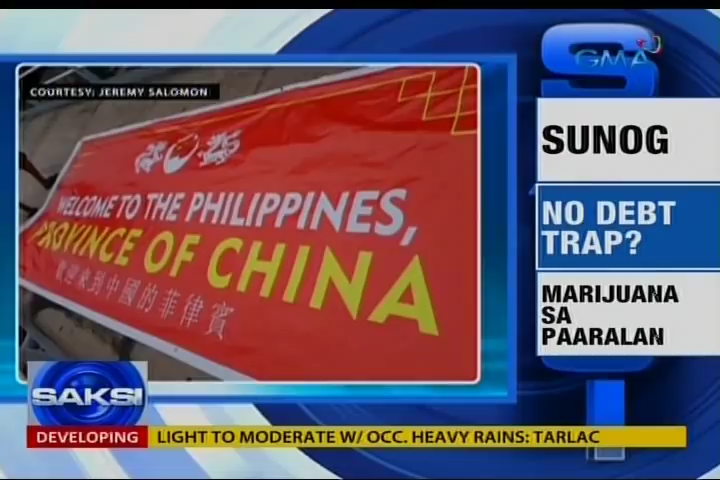 COURTESY: JEREMY SALOMON
WELCOME TO THE PHILIPPINES,
PROVINCE OF CHINA
歡迎來到中國的菲律賓
GMA
SUNOG
NO DEBT
TRAP?
MARIJUANA
SA
PAARALAN
SAKSI
DEVELOPING
LIGHT TO MODERATE W/ OCC. HEAVY RAINS: TARLAC